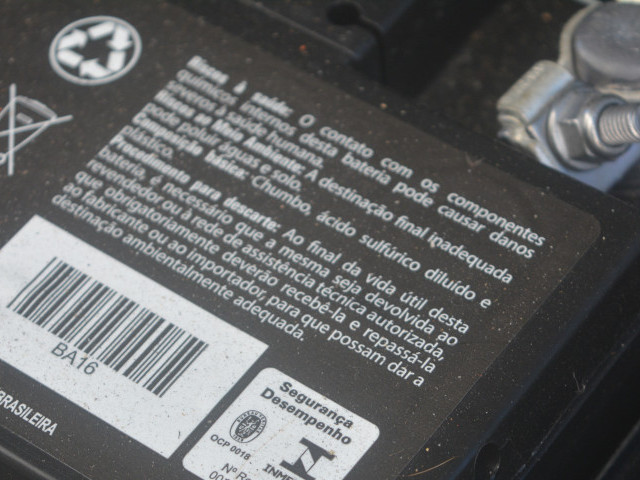 Riscos à saúde: O contato com os componentes
químicos internos desta bateria pode causar danos
severos à saúde humana.
Riscos ao Meio Ambiente: A destinação final inadequada
pode poluir águas e solo.
Composição básica: Chumbo, ácido sulfúrico diluído e
plástico.
Procedimento para descarte: Ao final da vida útil desta
bateria, é necessário que a mesma seja devolvida ao
revendedor ou à rede de assistência técnica autorizada,
que obrigatoriamente deverão recebê-la e repassá-la
ao fabricante ou ao importador, para que possam dar a
destinação ambientalmente adequada.
BA16
BRASILEIRA
Segurança
Desempenho
OCP 0018
INME
Nº R
00